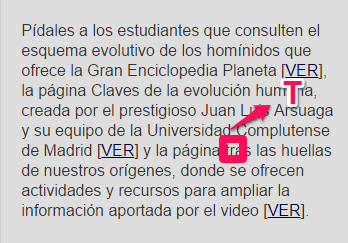 Pídales a los estudiantes que consulten el
esquema evolutivo de los homínidos que
ofrece la Gran Enciclopedia Planeta [VER],
la página Claves de la evolución humana,
creada por el prestigioso Juan Luis Arsuaga
y su equipo de la Universidad Complutense
de Madrid [VER] y la página tras las huellas
de nuestros orígenes, donde se ofrecen
actividades y recursos para ampliar la
información aportada por el video [VER].
T